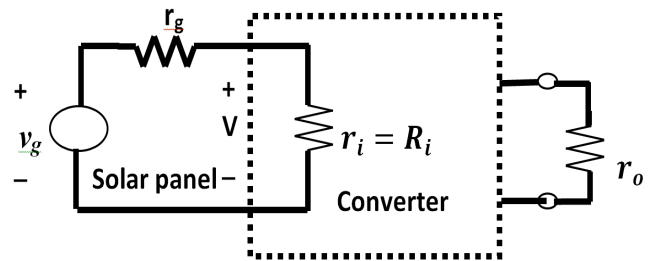 r_g
+
+
v_g
V
r_i = R_i
–
Solar panel –
Converter
r_o